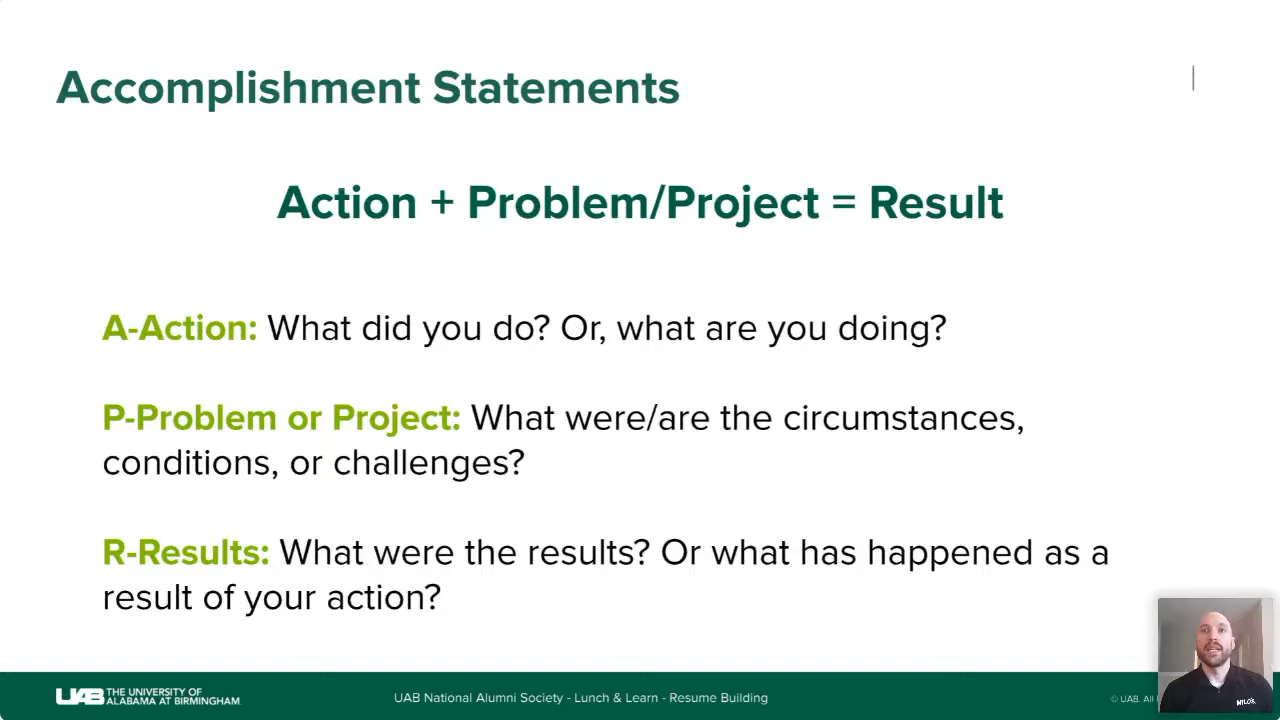 Accomplishment Statements
Action + Problem/Project = Result
A-Action: What did you do? Or, what are you doing?
P-Problem or Project: What were/are the circumstances,
conditions, or challenges?
R-Results: What were the results? Or what has happened as a
result of your action?
UAB THE UNIVERSITY OF
ALABAMA AT BIRMINGHAM
UAB National Alumni Society - Lunch & Learn - Resume Building
© UAB. All
MILO's